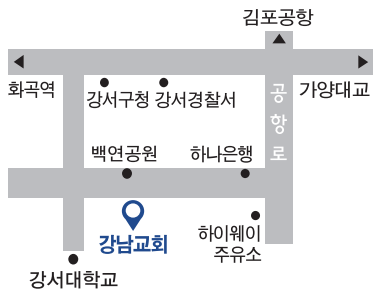 김포공항
화곡역
강서구청 강서경찰서
공항로
가양대교
백연공원
하나은행
하이웨이
주유소
강남교회
강서대학교